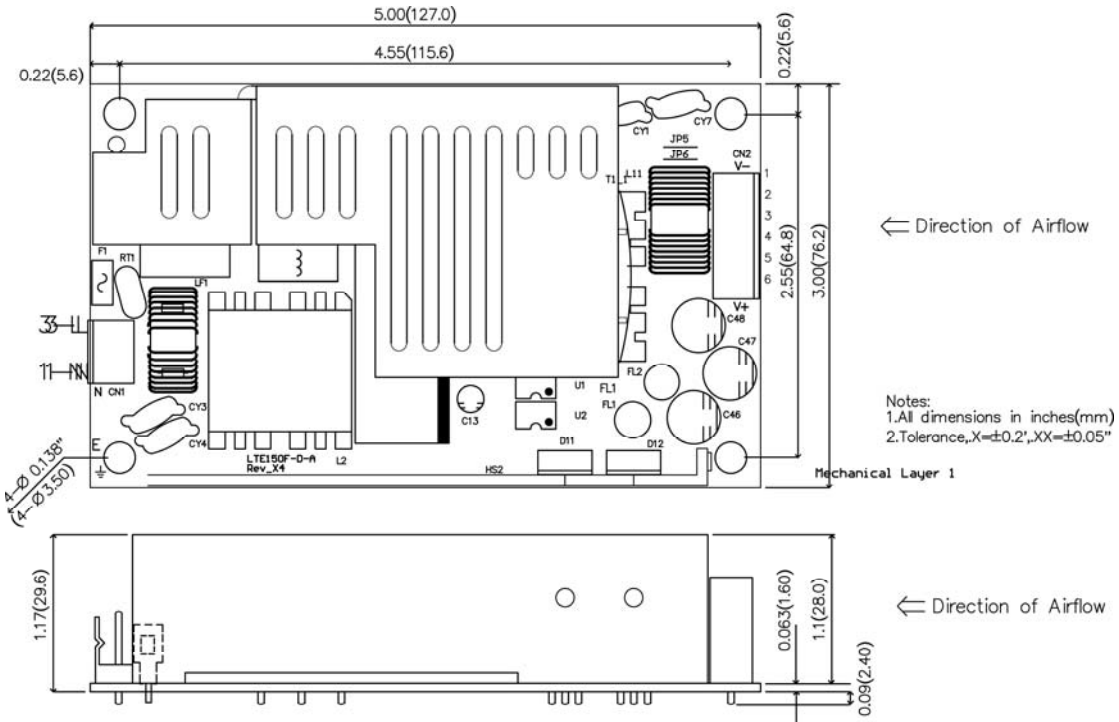 5.00(127.0)
4.55(115.6)
0.22(5.6)
0.22(5.6)
CY1
CY7
JP5
JP6
CN2
V-
T1_1
L11
1
2
3
4
5
6
V+
2.55(64.8)
3.00(76.2)
⇐ Direction of Airflow
F1
RT1
LF1
N
CN1
CY3
CY4
E
LTE150F-D-A
Rev_X4
L2
C13
U1
U2
FL1
FL1
FL2
C48
C47
C46
D11
D12
HS2
4-Ø 0.138"
(4-Ø 3.50)
Notes:
1.All dimensions in inches(mm)
2.Tolerance,.X=±0.2',.XX=±0.05"
Mechanical Layer 1
1.17(29.6)
0.063(1.60)
1.1(28.0)
0.09(2.40)
⇐ Direction of Airflow